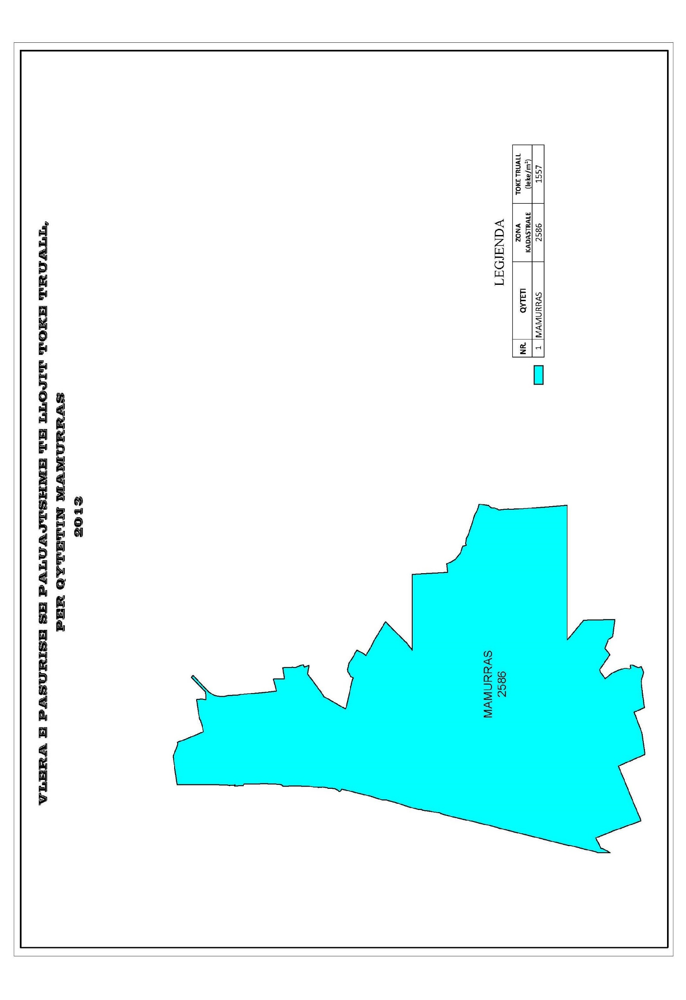 VLERA E PASURISE SE PALUAJTSHME TE LLOJIT TOKE TRUALL,
PER QYTETIN MAMURRAS
2013
MAMURRAS
2586
LEGJENDA
NR. QYTETI ZONA KADASTRALE TOKE TRUALL (leke/m²)
1 MAMURRAS 2586 1557